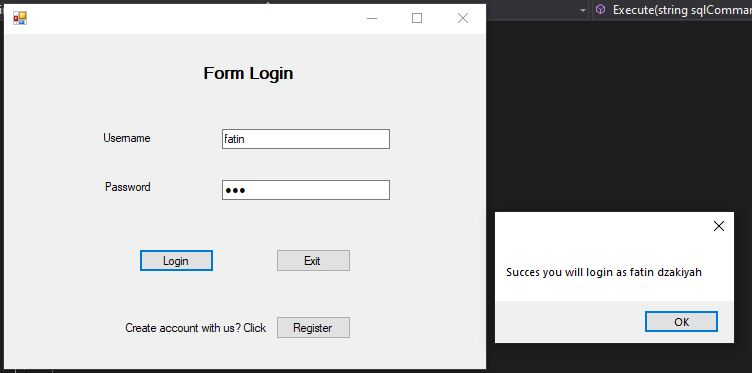 Execute(string sqlComma
Form Login
Username
fatin
Password
Login
Exit
Create account with us? Click
Register
Succes you will login as fatin dzakiyah
OK